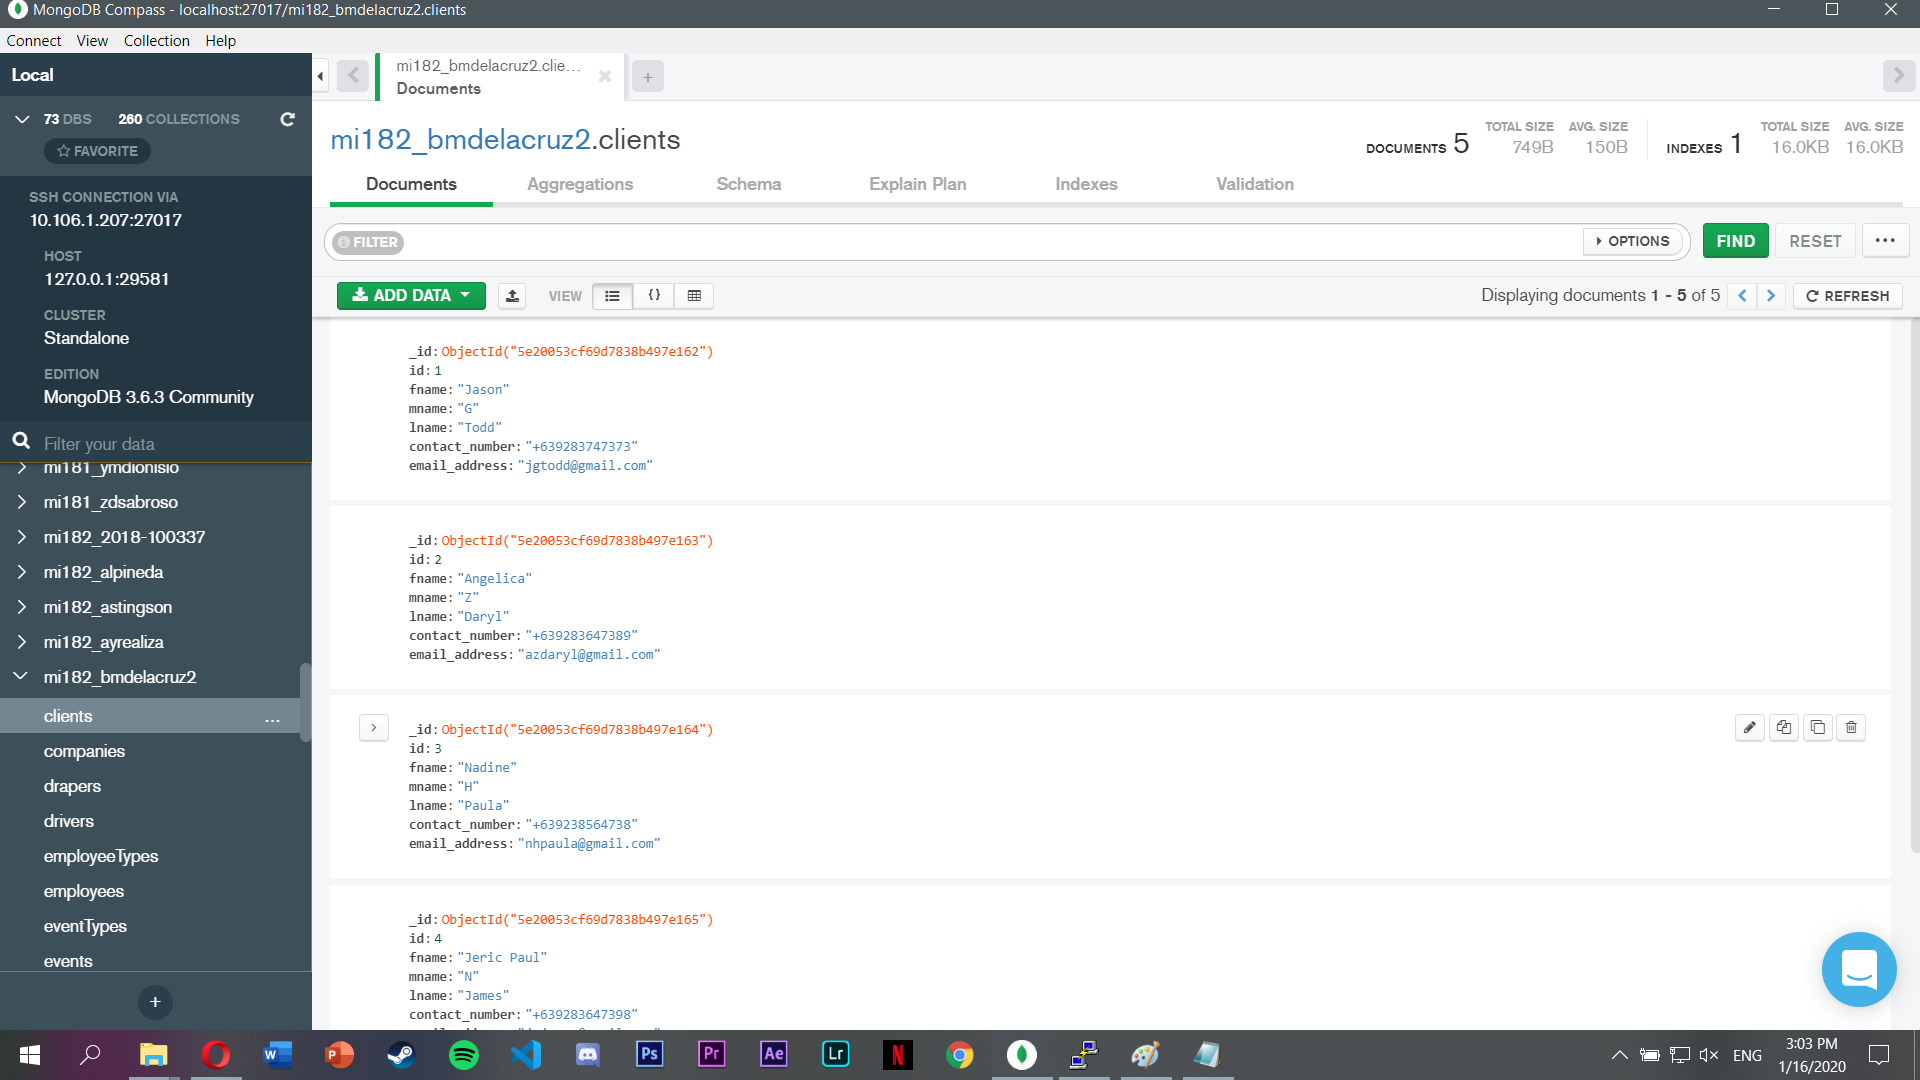 MongoDB Compass - localhost:27017/mi182_bmdelacruz2.clients
Connect View Collection Help
Local
73 DBS 260 COLLECTIONS
FAVORITE
SSH CONNECTION VIA
10.106.1.207:27017
HOST
127.0.0.1:29581
CLUSTER
Standalone
EDITION
MongoDB 3.6.3 Community
Filter your data
mi181_ymdionisio
mi181_zdsabroso
mi182_2018-100337
mi182_alpineda
mi182_astingson
mi182_ayrealiza
mi182_bmdelacruz2
clients ...
companies
drapers
drivers
employeeTypes
employees
eventTypes
events
+
mi182_bmdelacruz2.clie...
Documents
+
mi182_bmdelacruz2.clients
DOCUMENTS 5 TOTAL SIZE 749B AVG. SIZE 150B INDEXES 1 TOTAL SIZE 16.0KB AVG. SIZE 16.0KB
Documents Aggregations Schema Explain Plan Indexes Validation
FILTER OPTIONS FIND RESET ...
ADD DATA VIEW {} Displaying documents 1 - 5 of 5 REFRESH
_id: ObjectId("5e20053cf69d7838b497e162")
id: 1
fname: "Jason"
mname: "G"
lname: "Todd"
contact_number: "+639283747373"
email_address: "jgtodd@gmail.com"
_id: ObjectId("5e20053cf69d7838b497e163")
id: 2
fname: "Angelica"
mname: "Z"
lname: "Daryl"
contact_number: "+639283647389"
email_address: "azdaryl@gmail.com"
_id: ObjectId("5e20053cf69d7838b497e164")
id: 3
fname: "Nadine"
mname: "H"
lname: "Paula"
contact_number: "+639238564738"
email_address: "nhpaula@gmail.com"
_id: ObjectId("5e20053cf69d7838b497e165")
id: 4
fname: "Jeric Paul"
mname: "N"
lname: "James"
contact_number: "+639283647398"
Ps Pr Ae Lr N
ENG
3:03 PM
1/16/2020